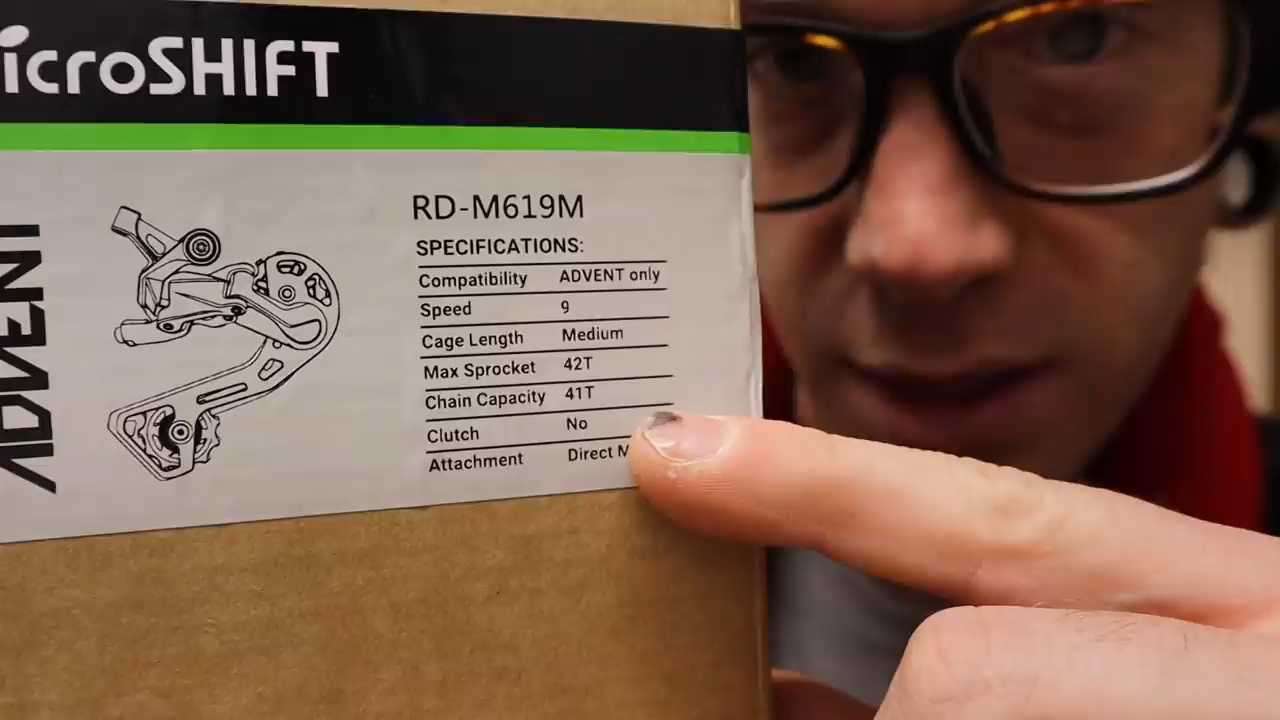 icroSHIFT
ADVENT
RD-M619M
SPECIFICATIONS:
Compatibility ADVENT only
Speed 9
Cage Length Medium
Max Sprocket 42T
Chain Capacity 41T
Clutch No
Attachment Direct M